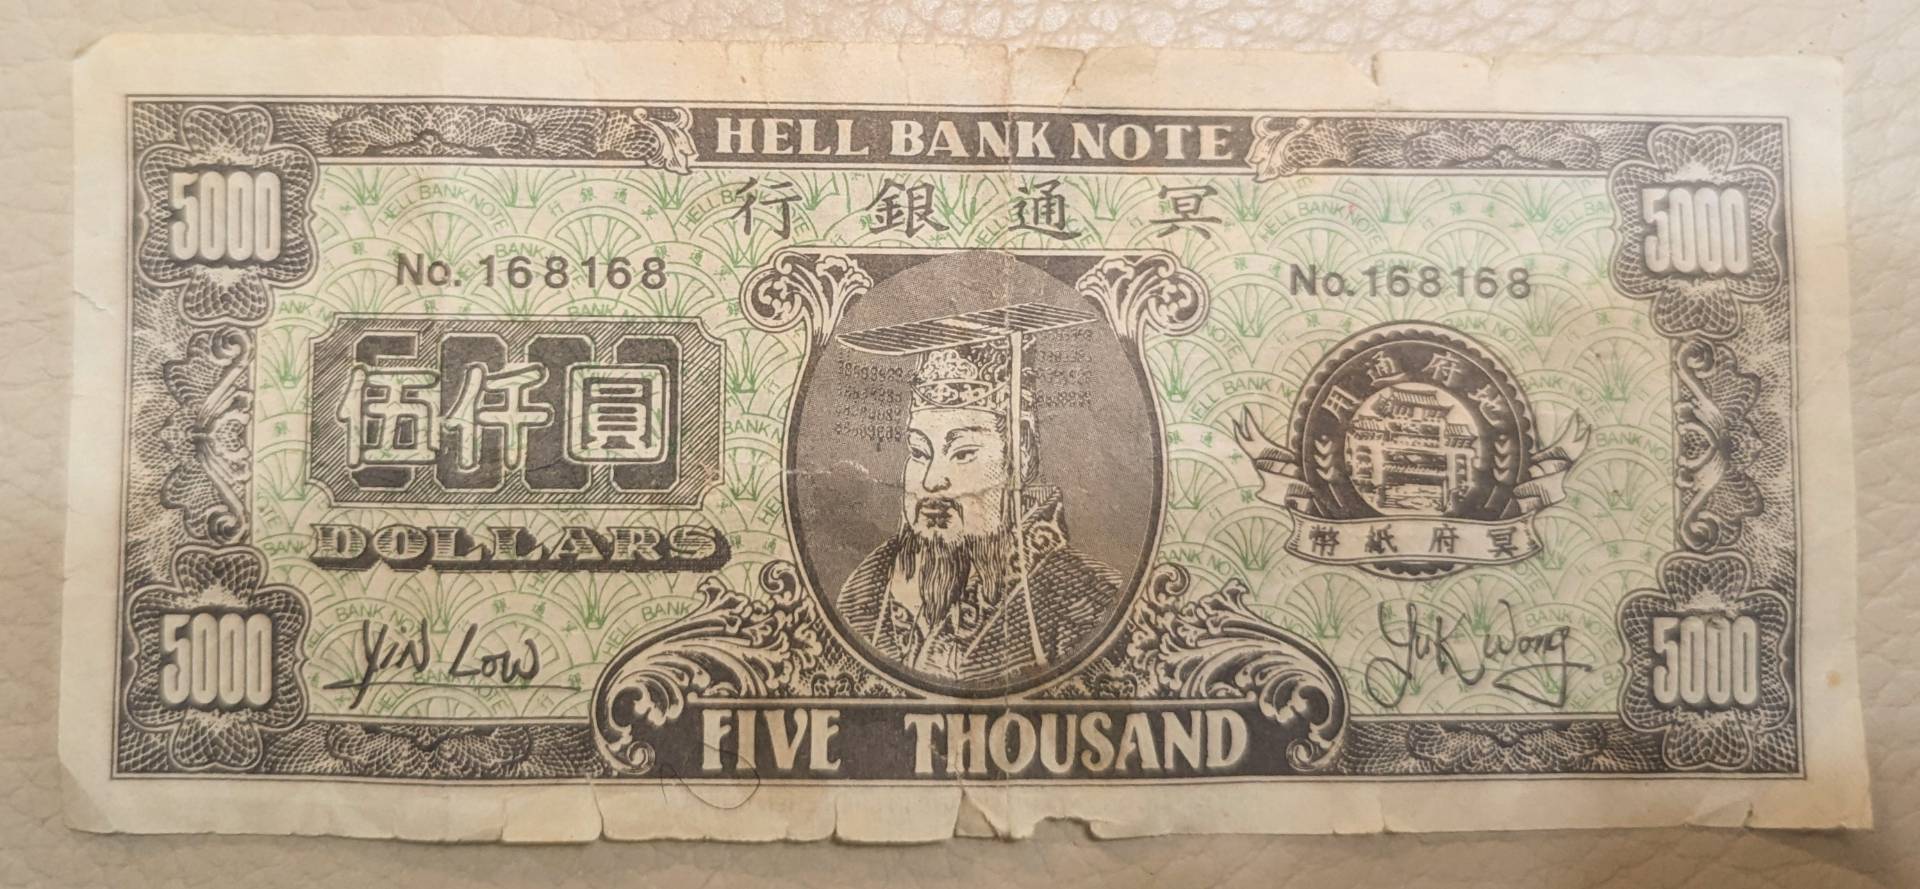 HELL BANK NOTE
行 銀 通 冥
5000
5000
No. 168168
No. 168168
伍仟圓
5000
DOLLARS
用通府地
幣紙府冥
Yin Low
Yuk Wong
5000
5000
FIVE THOUSAND